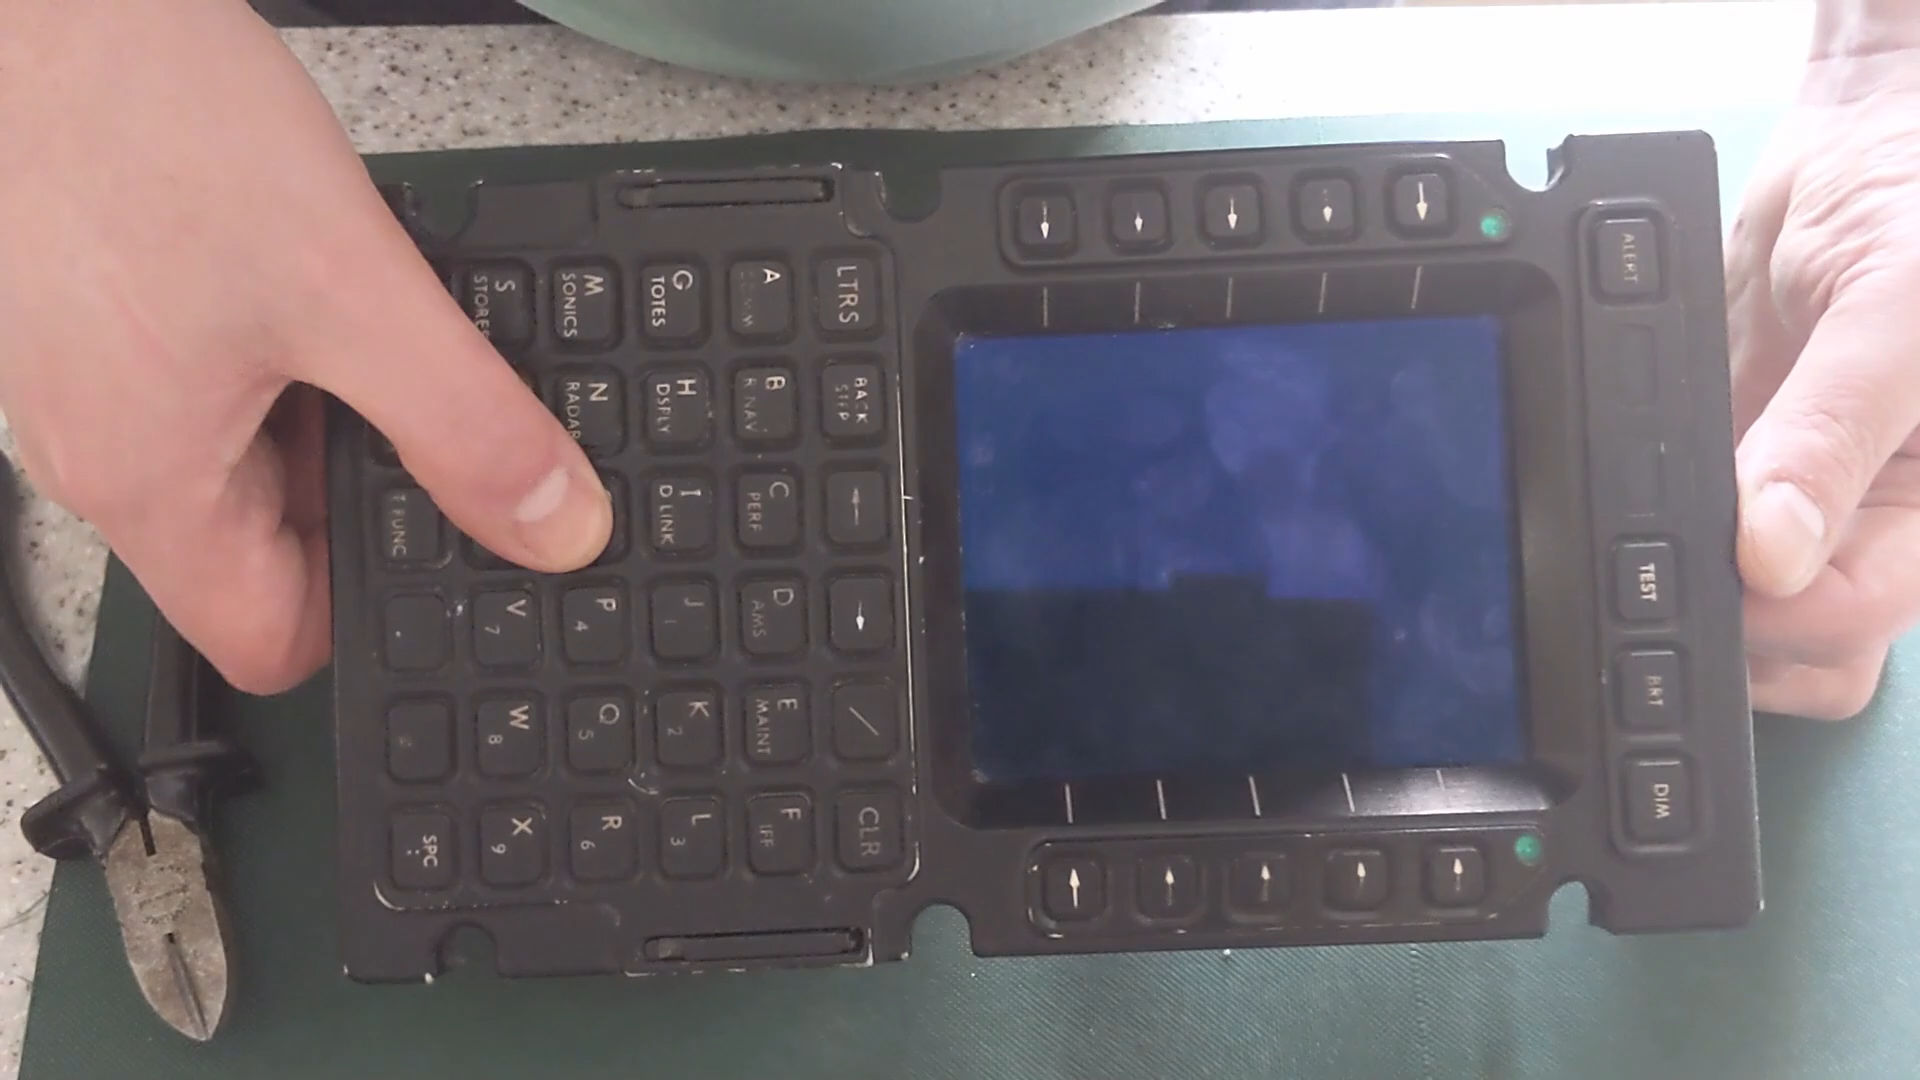 ALERT TEST BRT DIM
LTRS BACK / CLR
STEP
A B C D E F
R NAV PERF AMS MAINT IFF
G H I J K L
TOTES DSPLY D LINK 1 2 3
M N P Q R
SONICS RADAR 4 5 6
S V W X
STORES 7 8 9
T FUNC . SPC
: